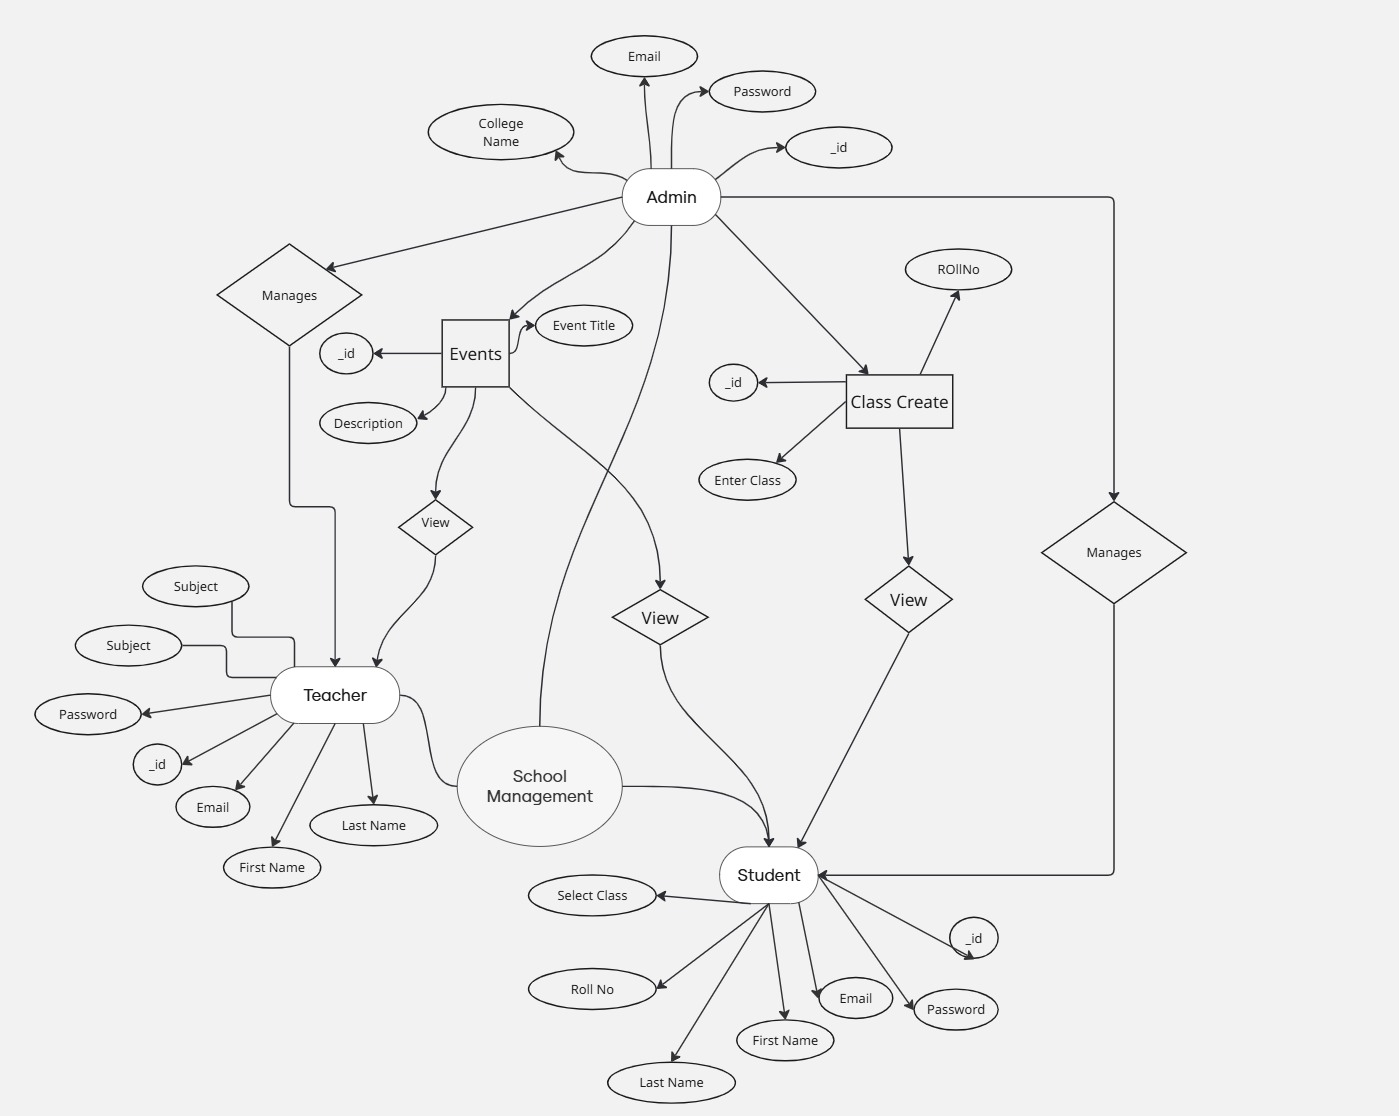 Email
Password
College
Name
_id
Admin
ROllNo
Manages
Event Title
_id
Events
_id
Class Create
Description
Enter Class
View
Manages
Subject
View
View
Subject
Teacher
Password
_id
School
Management
Email
Last Name
First Name
Student
Select Class
_id
Roll No
Email
Password
First Name
Last Name